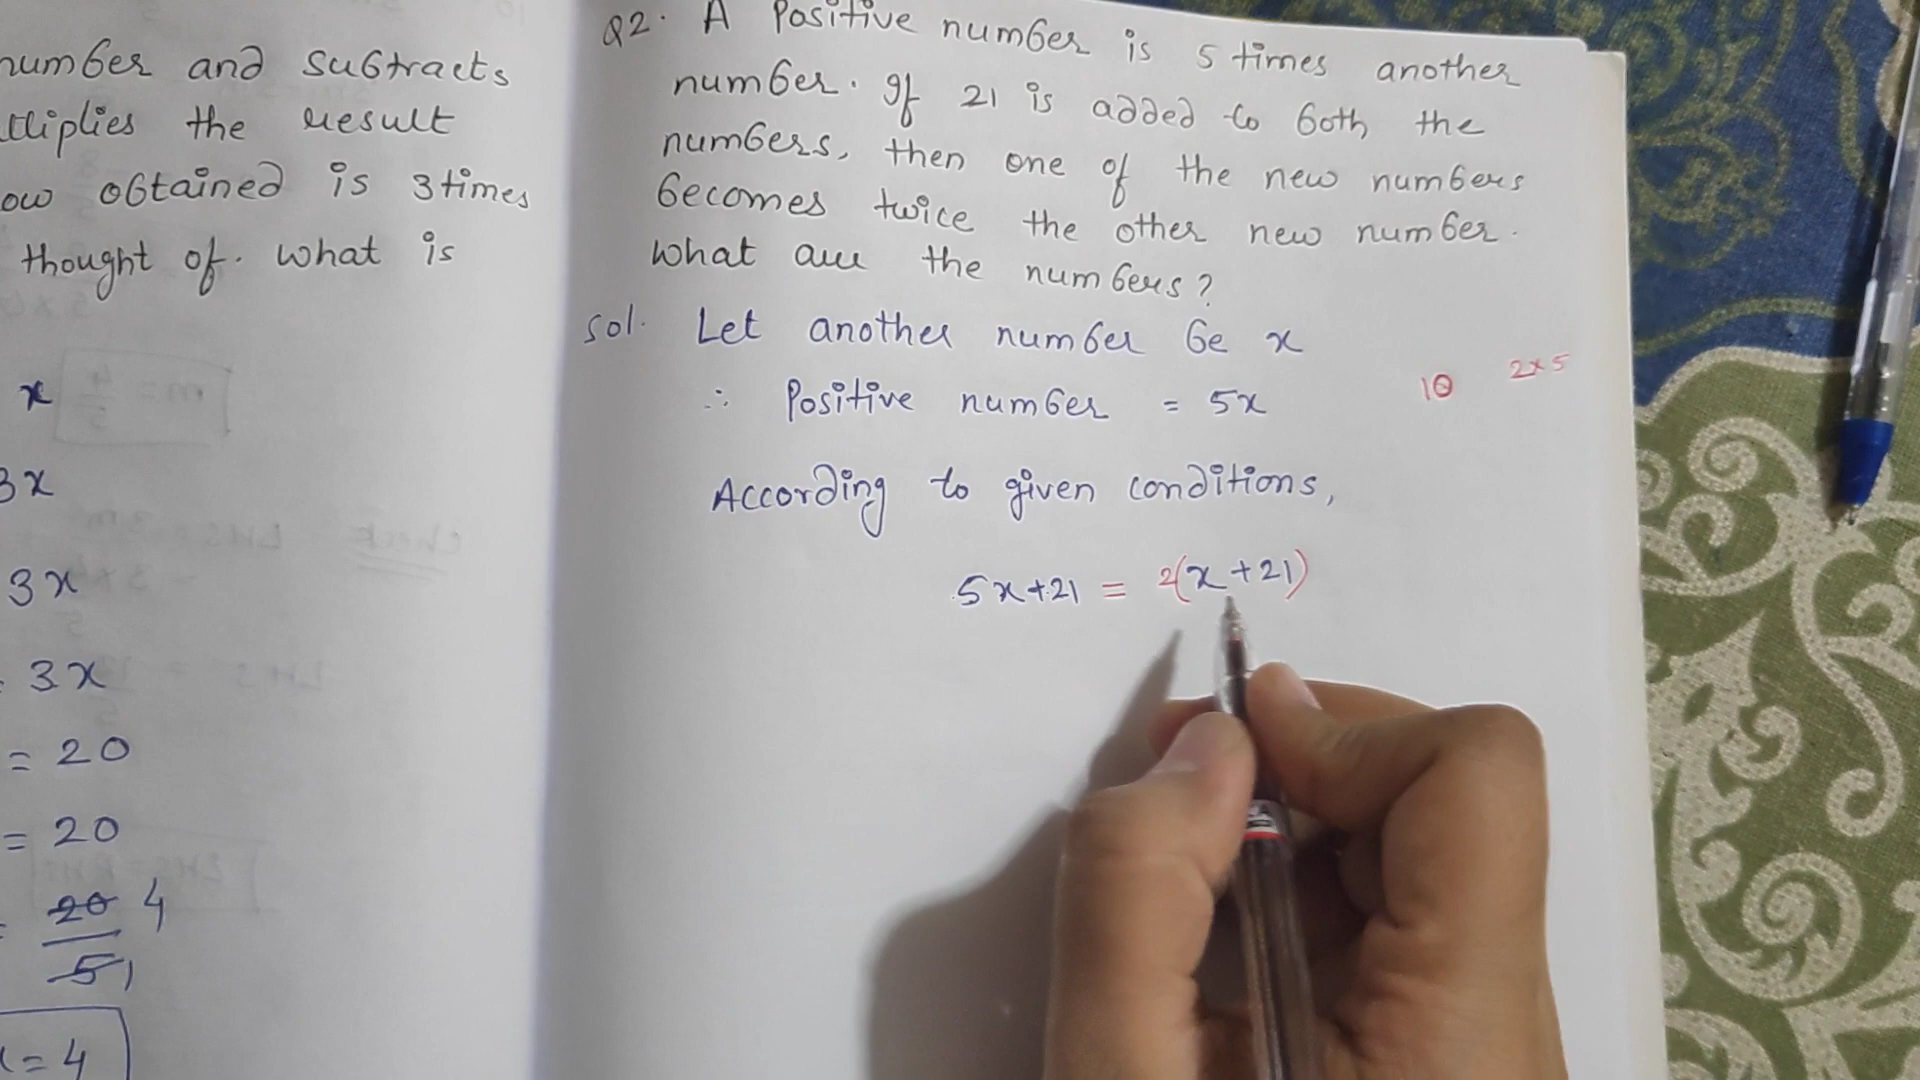 number and subtracts
the result
ow obtained is 3 times
thought of. What is
x
3x
3x
3x
= 20
= 20
20 4
5 1
x = 4
Q2. A Positive number is 5 times another
number. If 21 is added to both the
numbers, then one of the new numbers
becomes twice the other new number.
What are the numbers?
Sol. Let another number be x
∴ Positive number = 5x
10 2×5
According to given conditions,
5x+21 = 2(x+21)